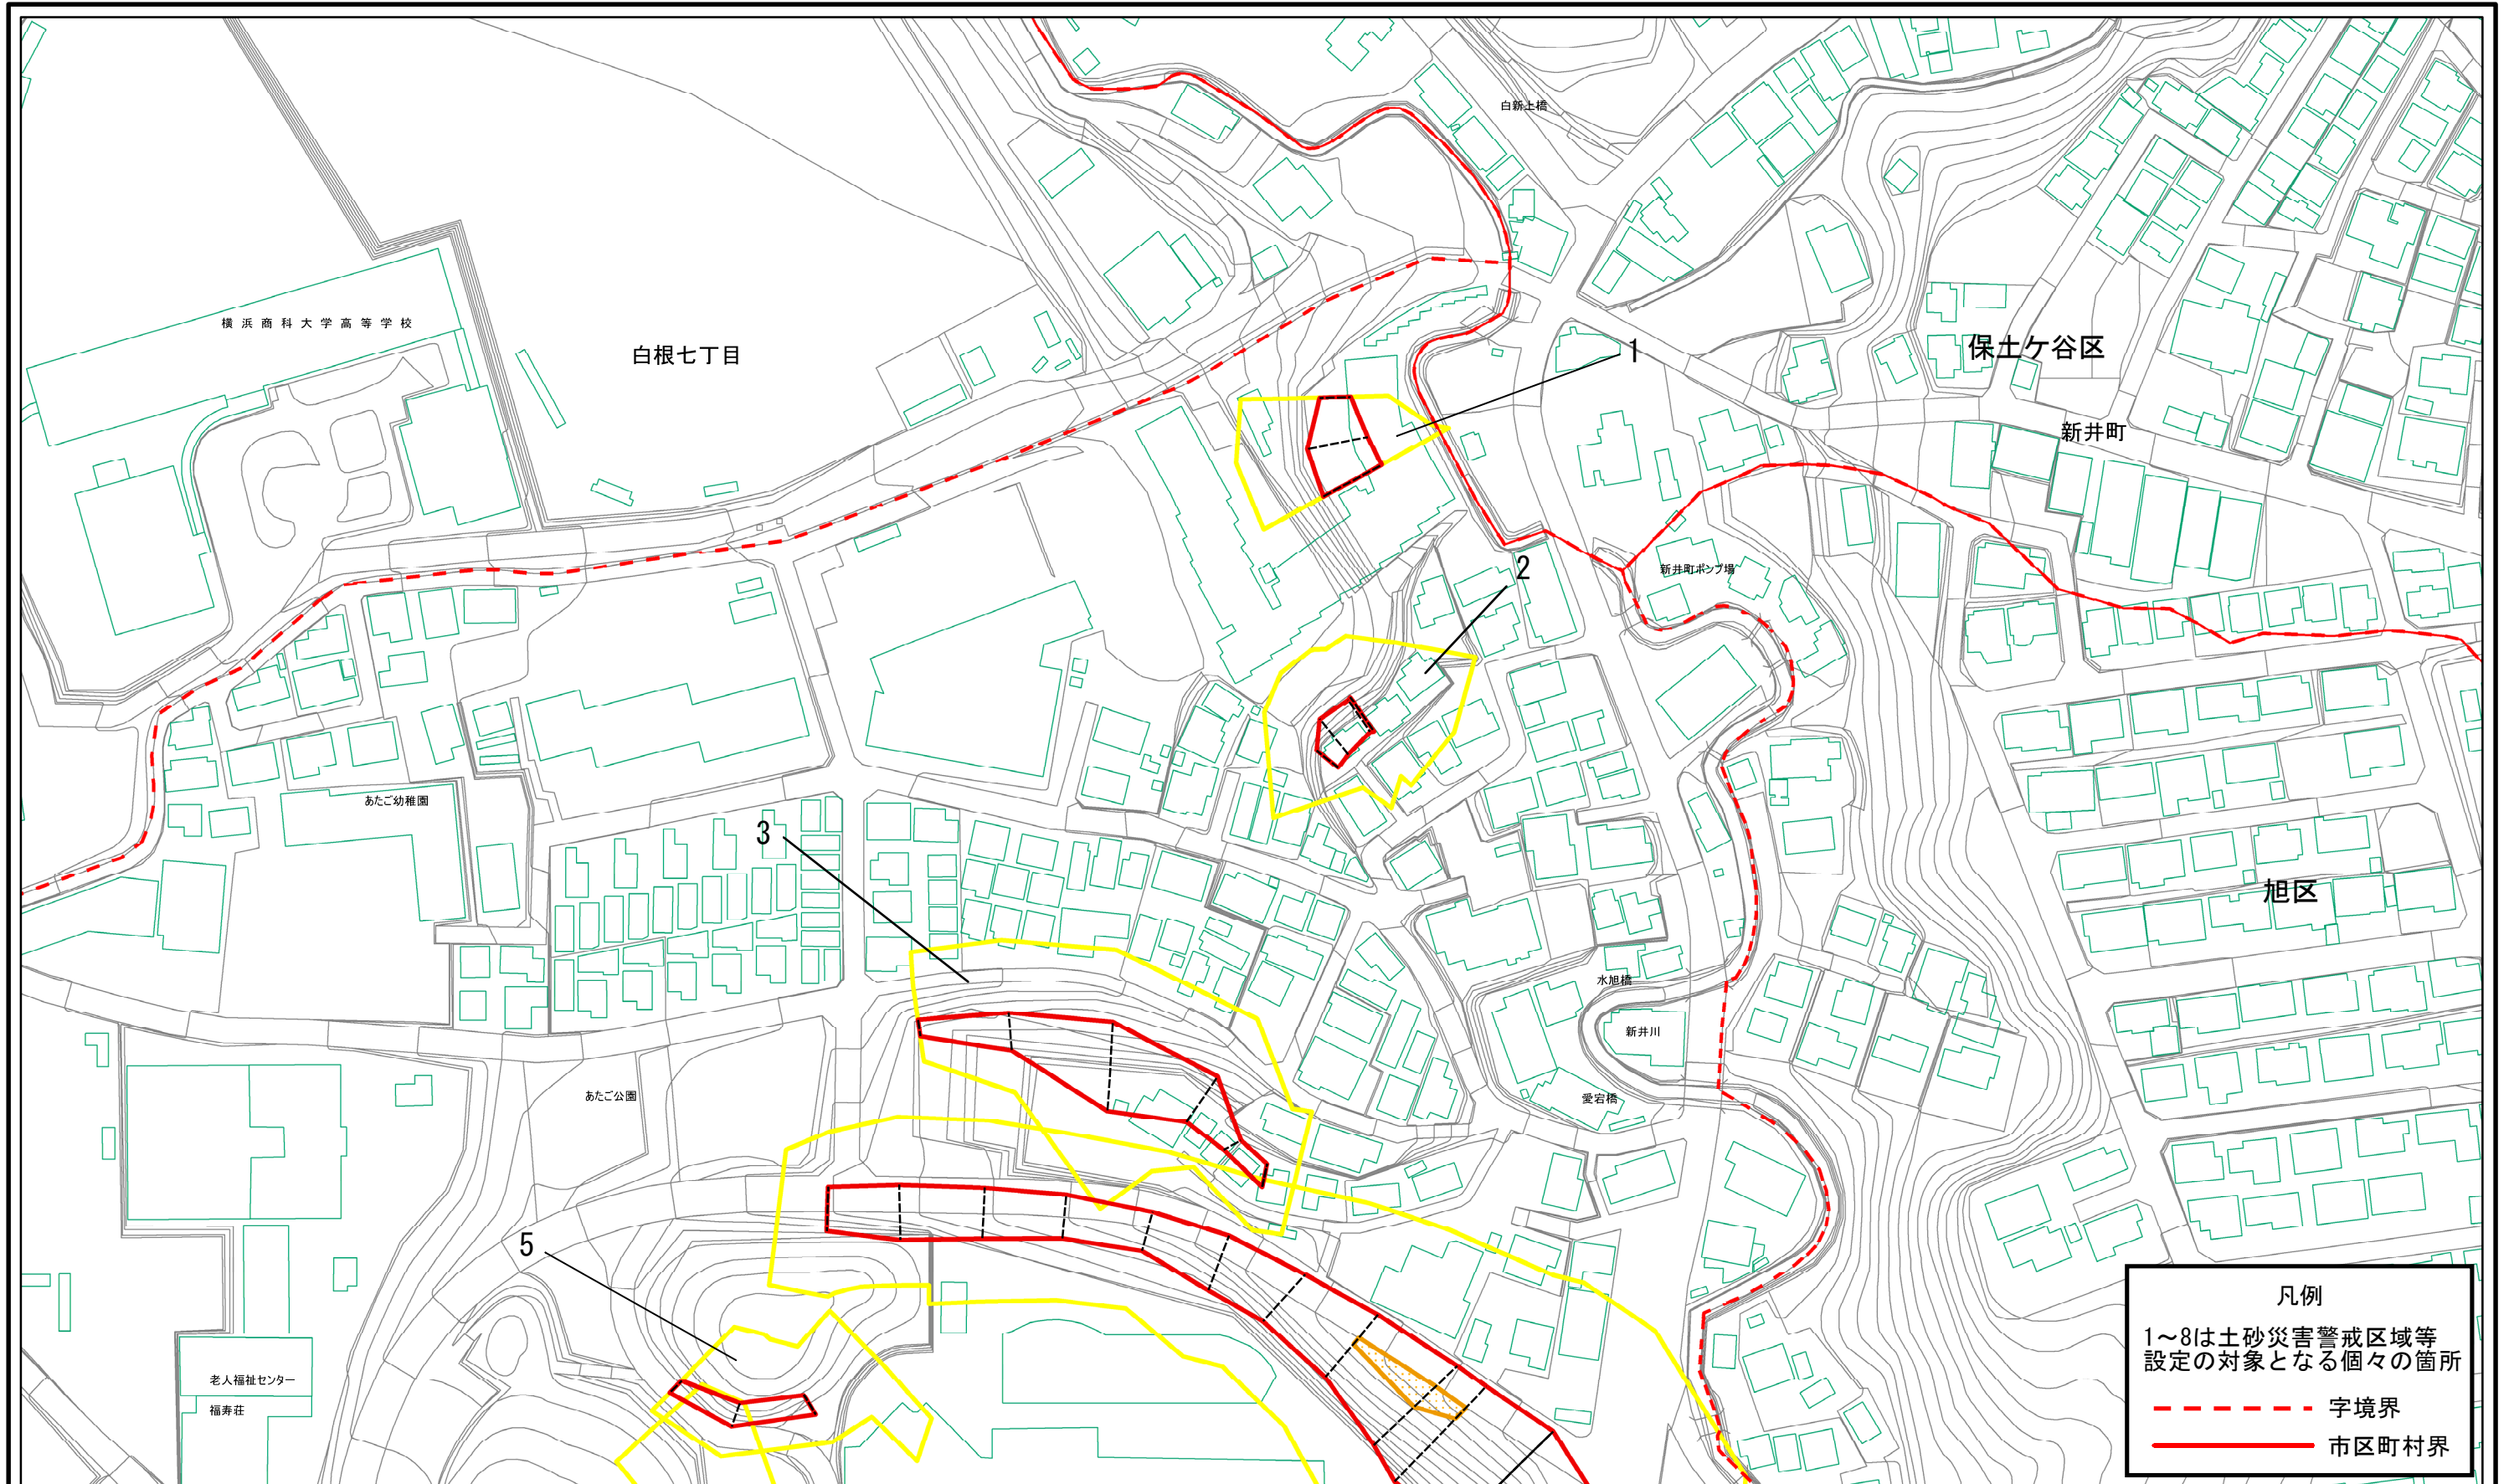 白新上橋
横浜商科大学高等学校
白根七丁目
1
保土ケ谷区
新井町
2
新井町ポンプ場
あたご幼稚園
3
旭区
水旭橋
新井川
あたご公園
愛宕橋
5
老人福祉センター
福寿荘
凡例
1～8は土砂災害警戒区域等
設定の対象となる個々の箇所
字境界
市区町村界